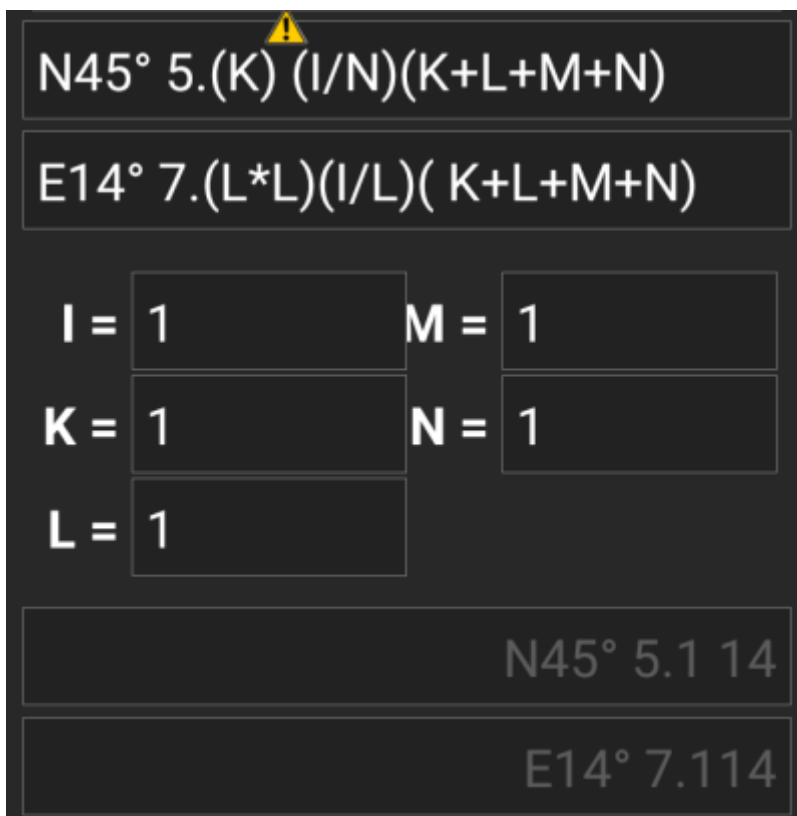 N45° 5.(K) (I/N)(K+L+M+N)
E14° 7.(L*L)(I/L)( K+L+M+N)
I = 1 M = 1
K = 1 N = 1
L = 1
N45° 5.1 14
E14° 7.114